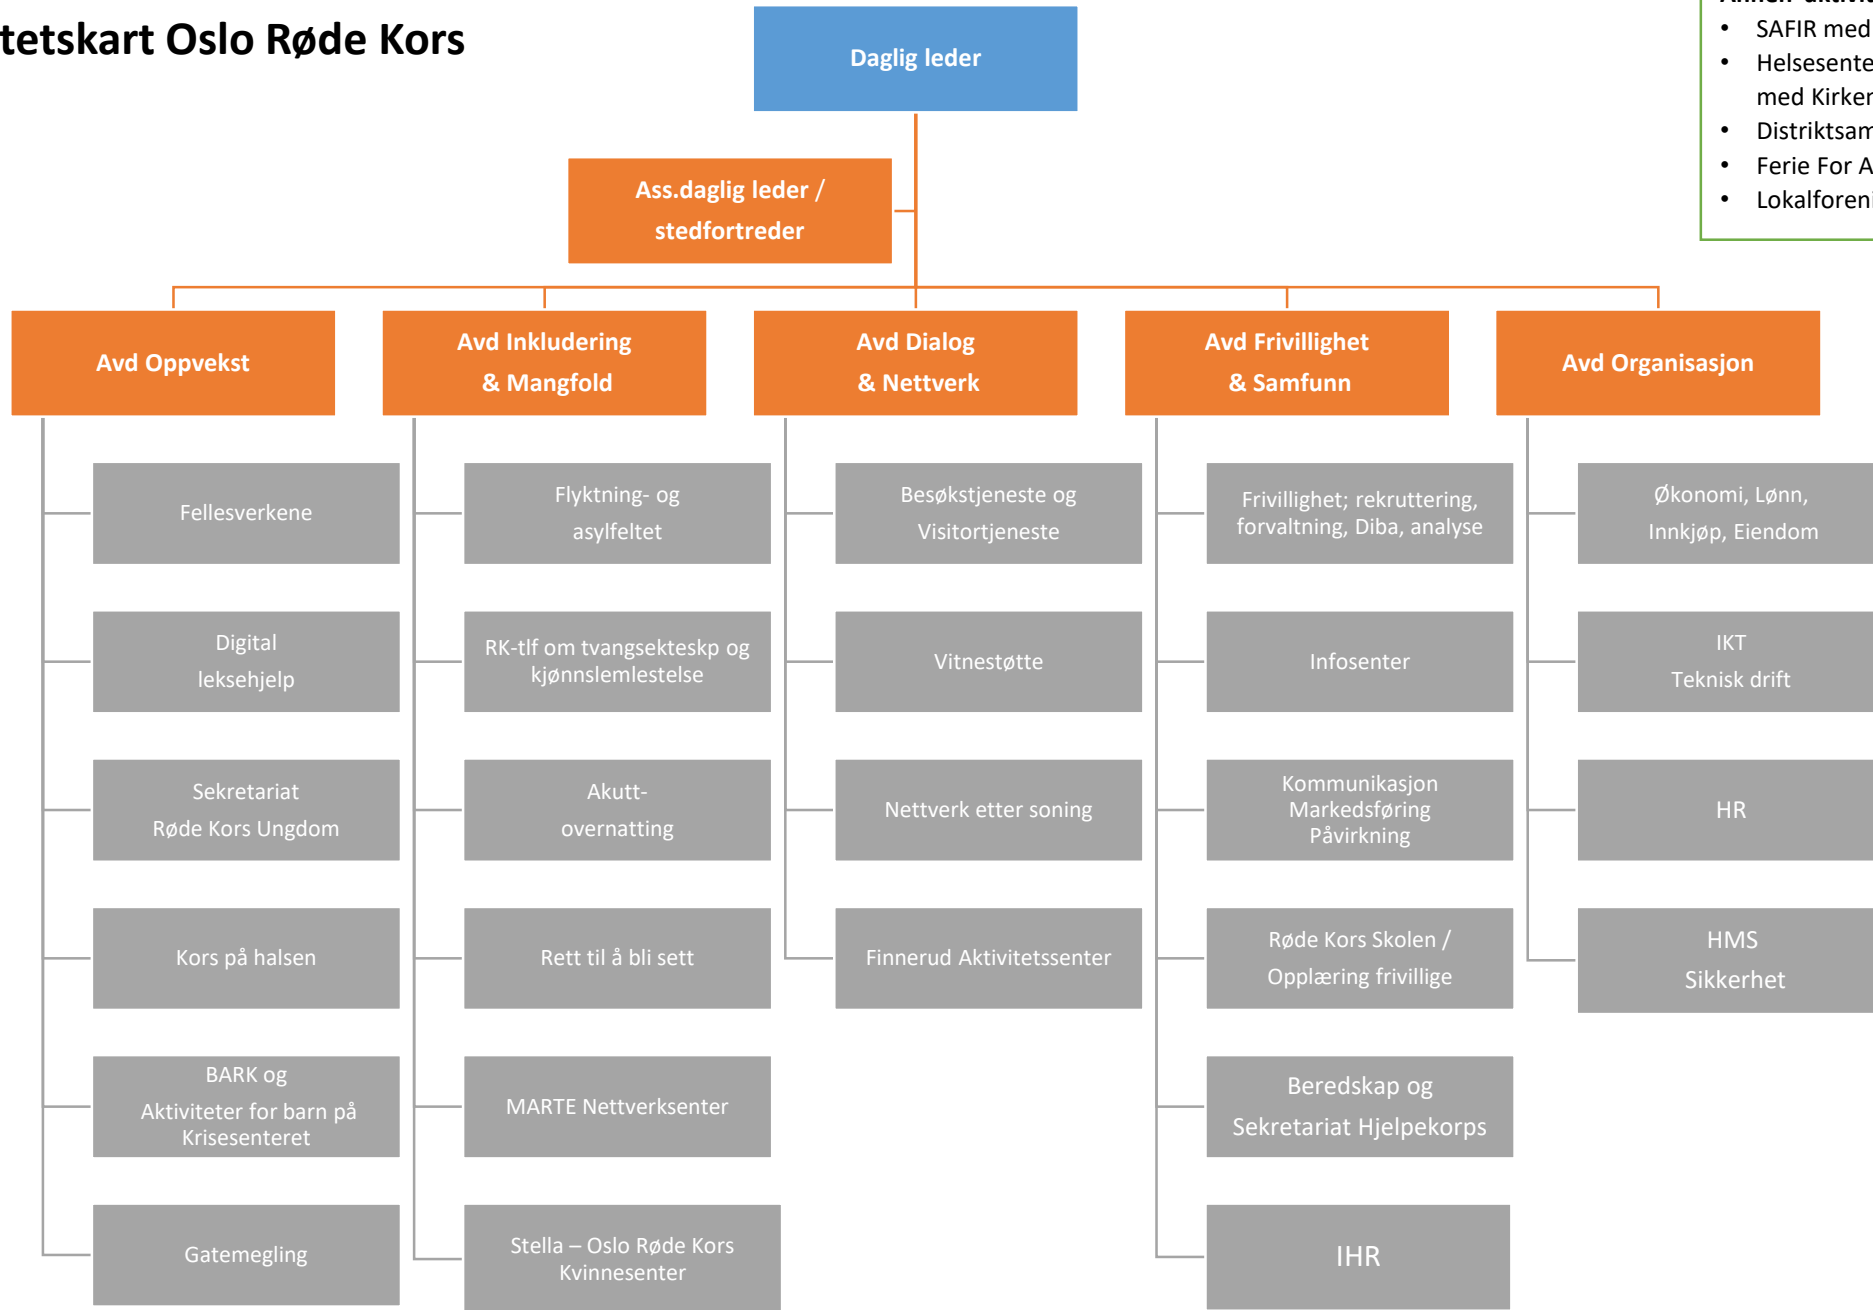 tetskart Oslo Røde Kors
SAFIR med
Helsesente
med Kirken
Distriktsam
Ferie For A
Lokalforeni
Daglig leder
Ass.daglig leder /
stedfortreder
Avd Oppvekst
Fellesverkene
Digital
leksehjelp
Sekretariat
Røde Kors Ungdom
Kors på halsen
BARK og
Aktiviteter for barn på
Krisesenteret
Gatemegling
Avd Inkludering
& Mangfold
Flyktning- og
asylfeltet
RK-tlf om tvangsekteskp og
kjønnslemlestelse
Akutt-
overnatting
Rett til å bli sett
MARTE Nettverksenter
Stella – Oslo Røde Kors
Kvinnesenter
Avd Dialog
& Nettverk
Besøkstjeneste og
Visitortjeneste
Vitnestøtte
Nettverk etter soning
Finnerud Aktivitetssenter
Avd Frivillighet
& Samfunn
Frivillighet; rekruttering,
forvaltning, Diba, analyse
Infosenter
Kommunikasjon
Markedsføring
Påvirkning
Røde Kors Skolen /
Opplæring frivillige
Beredskap og
Sekretariat Hjelpekorps
IHR
Avd Organisasjon
Økonomi, Lønn,
Innkjøp, Eiendom
IKT
Teknisk drift
HR
HMS
Sikkerhet